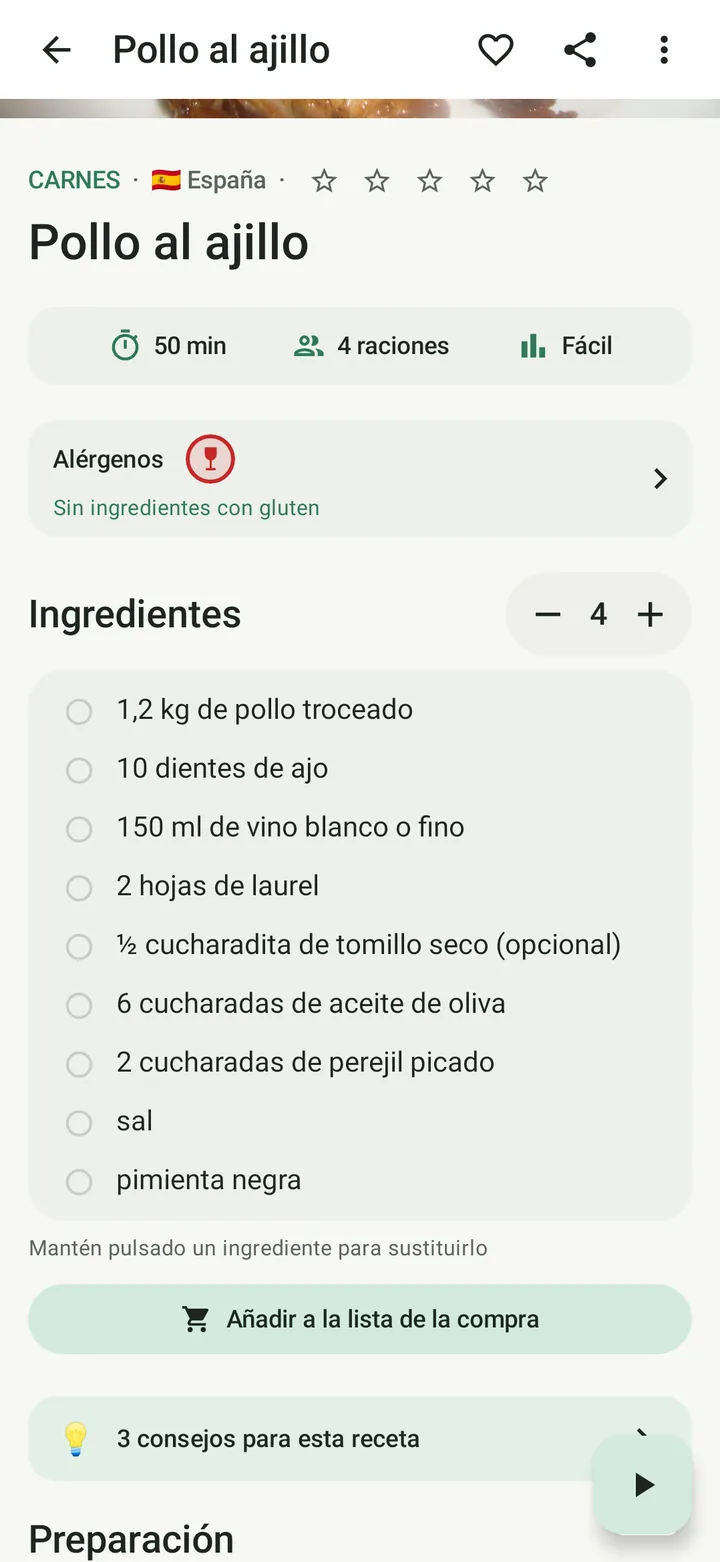 Pollo al ajillo
CARNES · España ·
Pollo al ajillo
50 min 4 raciones Fácil
Alérgenos
Sin ingredientes con gluten
Ingredientes 4
1,2 kg de pollo troceado
10 dientes de ajo
150 ml de vino blanco o fino
2 hojas de laurel
½ cucharadita de tomillo seco (opcional)
6 cucharadas de aceite de oliva
2 cucharadas de perejil picado
sal
pimienta negra
Mantén pulsado un ingrediente para sustituirlo
Añadir a la lista de la compra
3 consejos para esta receta
Preparación